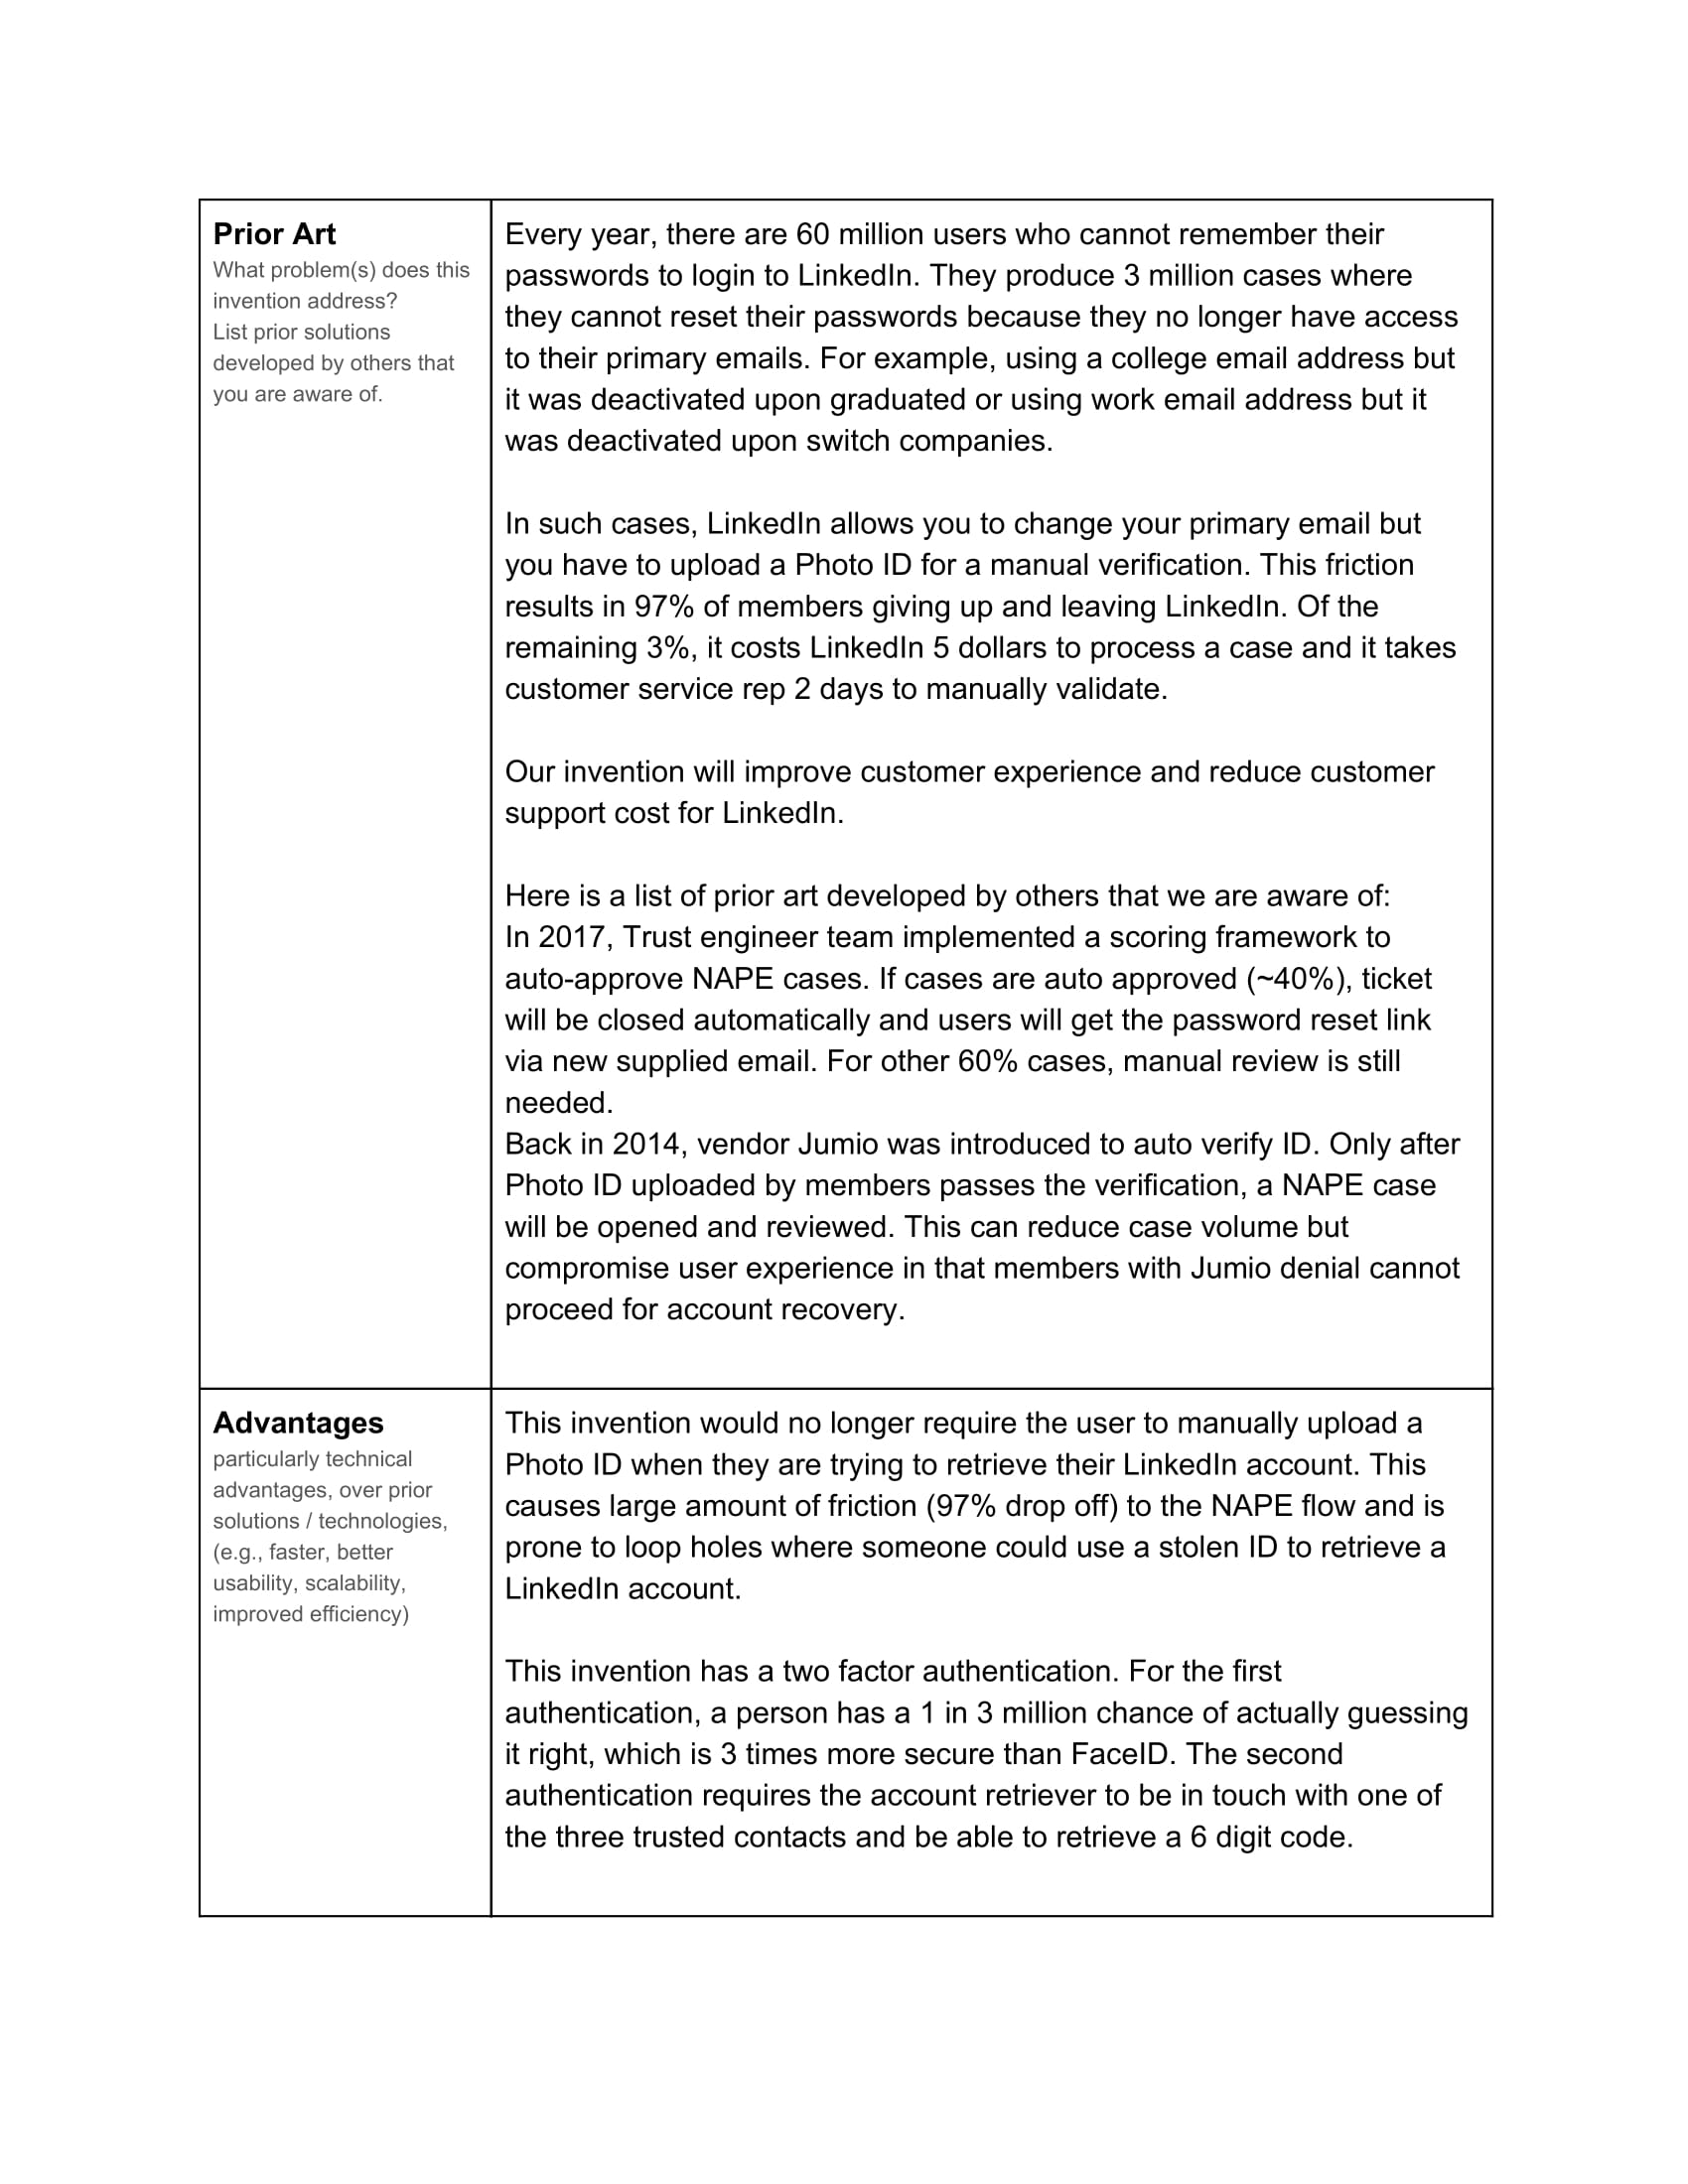 Prior Art
What problem(s) does this
invention address?
List prior solutions
developed by others that
you are aware of.
Every year, there are 60 million users who cannot remember their
passwords to login to LinkedIn. They produce 3 million cases where
they cannot reset their passwords because they no longer have access
to their primary emails. For example, using a college email address but
it was deactivated upon graduated or using work email address but it
was deactivated upon switch companies.
In such cases, LinkedIn allows you to change your primary email but
you have to upload a Photo ID for a manual verification. This friction
results in 97% of members giving up and leaving LinkedIn. Of the
remaining 3%, it costs LinkedIn 5 dollars to process a case and it takes
customer service rep 2 days to manually validate.
Our invention will improve customer experience and reduce customer
support cost for LinkedIn.
Here is a list of prior art developed by others that we are aware of:
In 2017, Trust engineer team implemented a scoring framework to
auto-approve NAPE cases. If cases are auto approved (~40%), ticket
will be closed automatically and users will get the password reset link
via new supplied email. For other 60% cases, manual review is still
needed.
Back in 2014, vendor Jumio was introduced to auto verify ID. Only after
Photo ID uploaded by members passes the verification, a NAPE case
will be opened and reviewed. This can reduce case volume but
compromise user experience in that members with Jumio denial cannot
proceed for account recovery.
Advantages
particularly technical
advantages, over prior
solutions / technologies,
(e.g., faster, better
usability, scalability,
improved efficiency)
This invention would no longer require the user to manually upload a
Photo ID when they are trying to retrieve their LinkedIn account. This
causes large amount of friction (97% drop off) to the NAPE flow and is
prone to loop holes where someone could use a stolen ID to retrieve a
LinkedIn account.
This invention has a two factor authentication. For the first
authentication, a person has a 1 in 3 million chance of actually guessing
it right, which is 3 times more secure than FaceID. The second
authentication requires the account retriever to be in touch with one of
the three trusted contacts and be able to retrieve a 6 digit code.